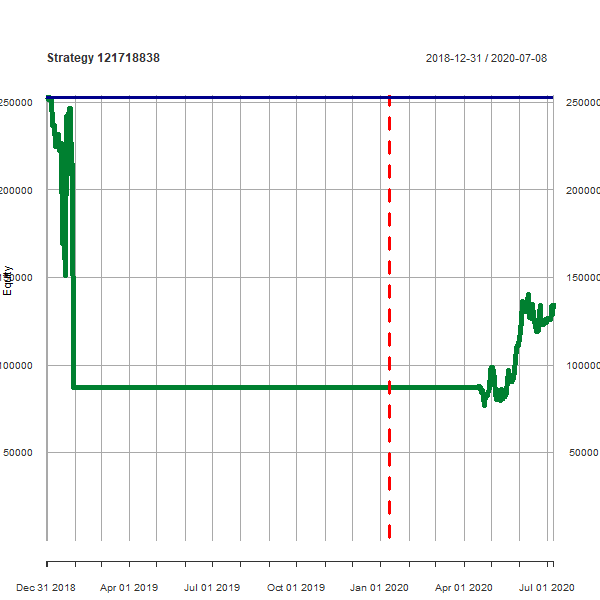 Strategy 121718838 2018-12-31 / 2020-07-08
250000 250000
200000 200000
150000 150000
Equity
100000 100000
50000 50000
Dec 31 2018 Apr 01 2019 Jul 01 2019 Oct 01 2019 Jan 01 2020 Apr 01 2020 Jul 01 2020